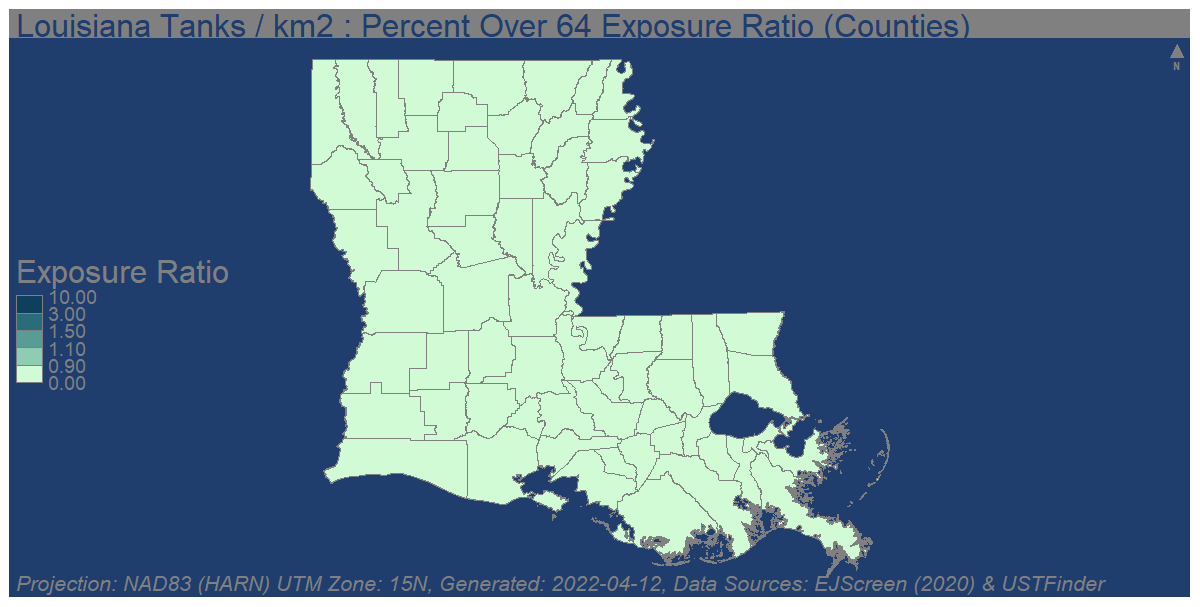 Louisiana Tanks / km2 : Percent Over 64 Exposure Ratio (Counties)
N
Exposure Ratio
10.00
3.00
1.50
1.10
0.90
0.00
Projection: NAD83 (HARN) UTM Zone: 15N, Generated: 2022-04-12, Data Sources: EJScreen (2020) & USTFinder